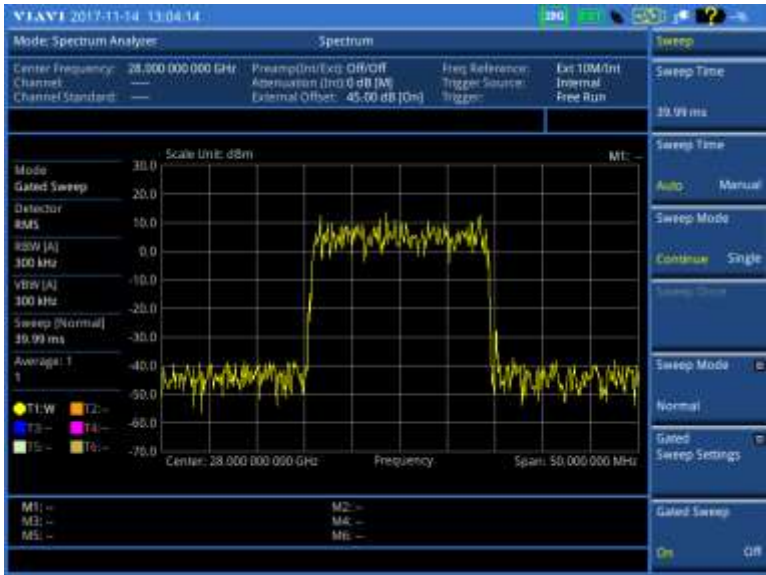 VIAVI 2017-11-14 13:04:14
Mode: Spectrum Analyzer
Spectrum
Sweep
Center Frequency: 28.000 000 000 GHz
Channel: ---
Channel Standard: ---
Preamp(Int/Ext): Off/Off
Attenuation (Int): 0 dB [M]
External Offset: 45.00 dB [On]
Freq Reference: Ext 10M/Int
Trigger Source: Internal
Trigger: Free Run
Sweep Time
39.99 ms
Scale Unit: dBm
M1: --
Mode
Gated Sweep
Detector
RMS
RBW [A]
300 kHz
VBW [A]
300 kHz
Sweep [Normal]
39.99 ms
Average: 1
1
T1: W
T2: --
T3: --
T4: --
T5: --
T6: --
30.0
20.0
10.0
0.0
-10.0
-20.0
-30.0
-40.0
-50.0
-60.0
-70.0
Center: 28.000 000 000 GHz
Frequency
Span: 50.000 000 MHz
Sweep Time
Auto Manual
Sweep Mode
Continue Single
Sweep Once
Sweep Mode
Normal
Gated
Sweep Settings
Gated Sweep
On Off
M1: --
M2: --
M3: --
M4: --
M5: --
M6: --